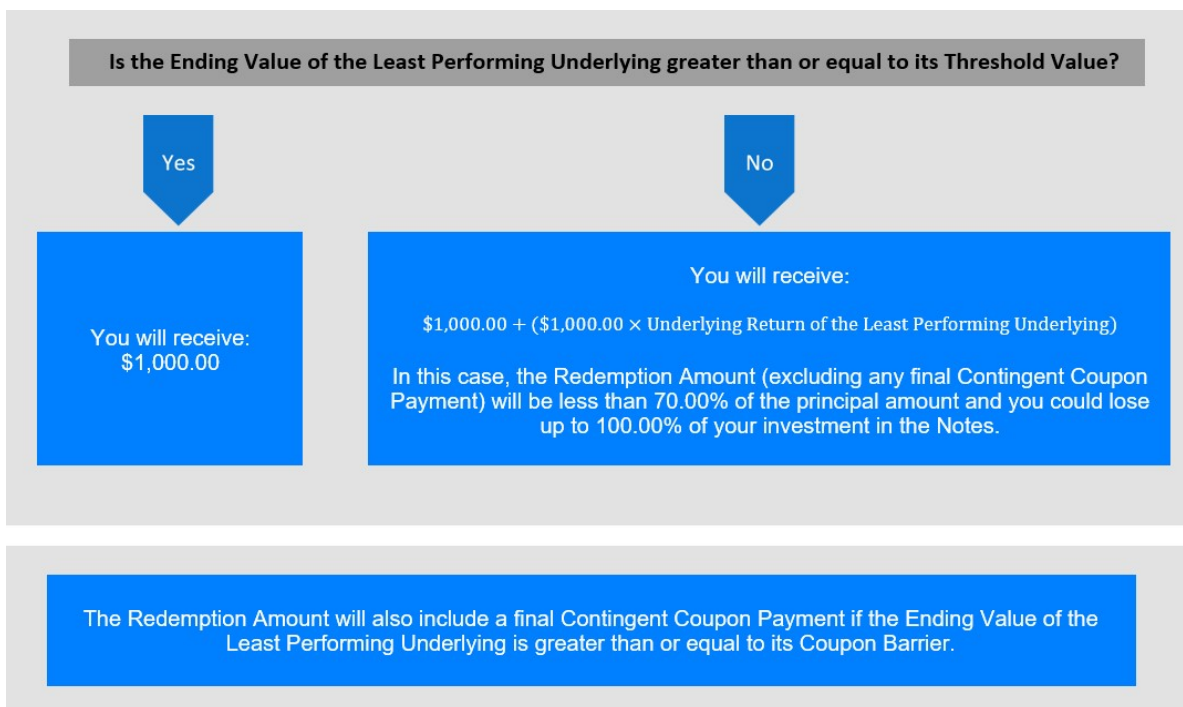 Is the Ending Value of the Least Performing Underlying greater than or equal to its Threshold Value?
Yes
No
You will receive:
$1,000.00
You will receive:
$1,000.00 + ($1,000.00 × Underlying Return of the Least Performing Underlying)
In this case, the Redemption Amount (excluding any final Contingent Coupon
Payment) will be less than 70.00% of the principal amount and you could lose
up to 100.00% of your investment in the Notes.
The Redemption Amount will also include a final Contingent Coupon Payment if the Ending Value of the
Least Performing Underlying is greater than or equal to its Coupon Barrier.